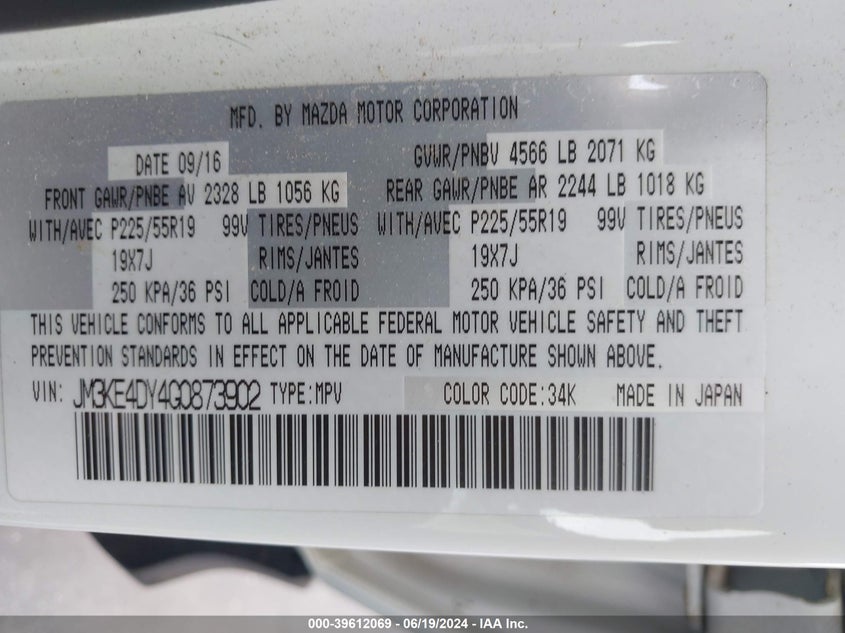 MFD. BY MAZDA MOTOR CORPORATION
DATE 09/16 GVWR/PNBV 4566 LB 2071 KG
FRONT GAWR/PNBE AV 2328 LB 1056 KG REAR GAWR/PNBE AR 2244 LB 1018 KG
WITH/AVEC P225/55R19 99V TIRES/PNEUS WITH/AVEC P225/55R19 99V TIRES/PNEUS
19X7J RIMS/JANTES 19X7J RIMS/JANTES
250 KPA/36 PSI COLD/A FROID 250 KPA/36 PSI COLD/A FROID
THIS VEHICLE CONFORMS TO ALL APPLICABLE FEDERAL MOTOR VEHICLE SAFETY AND THEFT
PREVENTION STANDARDS IN EFFECT ON THE DATE OF MANUFACTURE SHOWN ABOVE.
VIN: JM3KE4DY4G0873902 TYPE:MPV COLOR CODE:34K MADE IN JAPAN
000-39612069 - 06/19/2024 - IAA Inc.